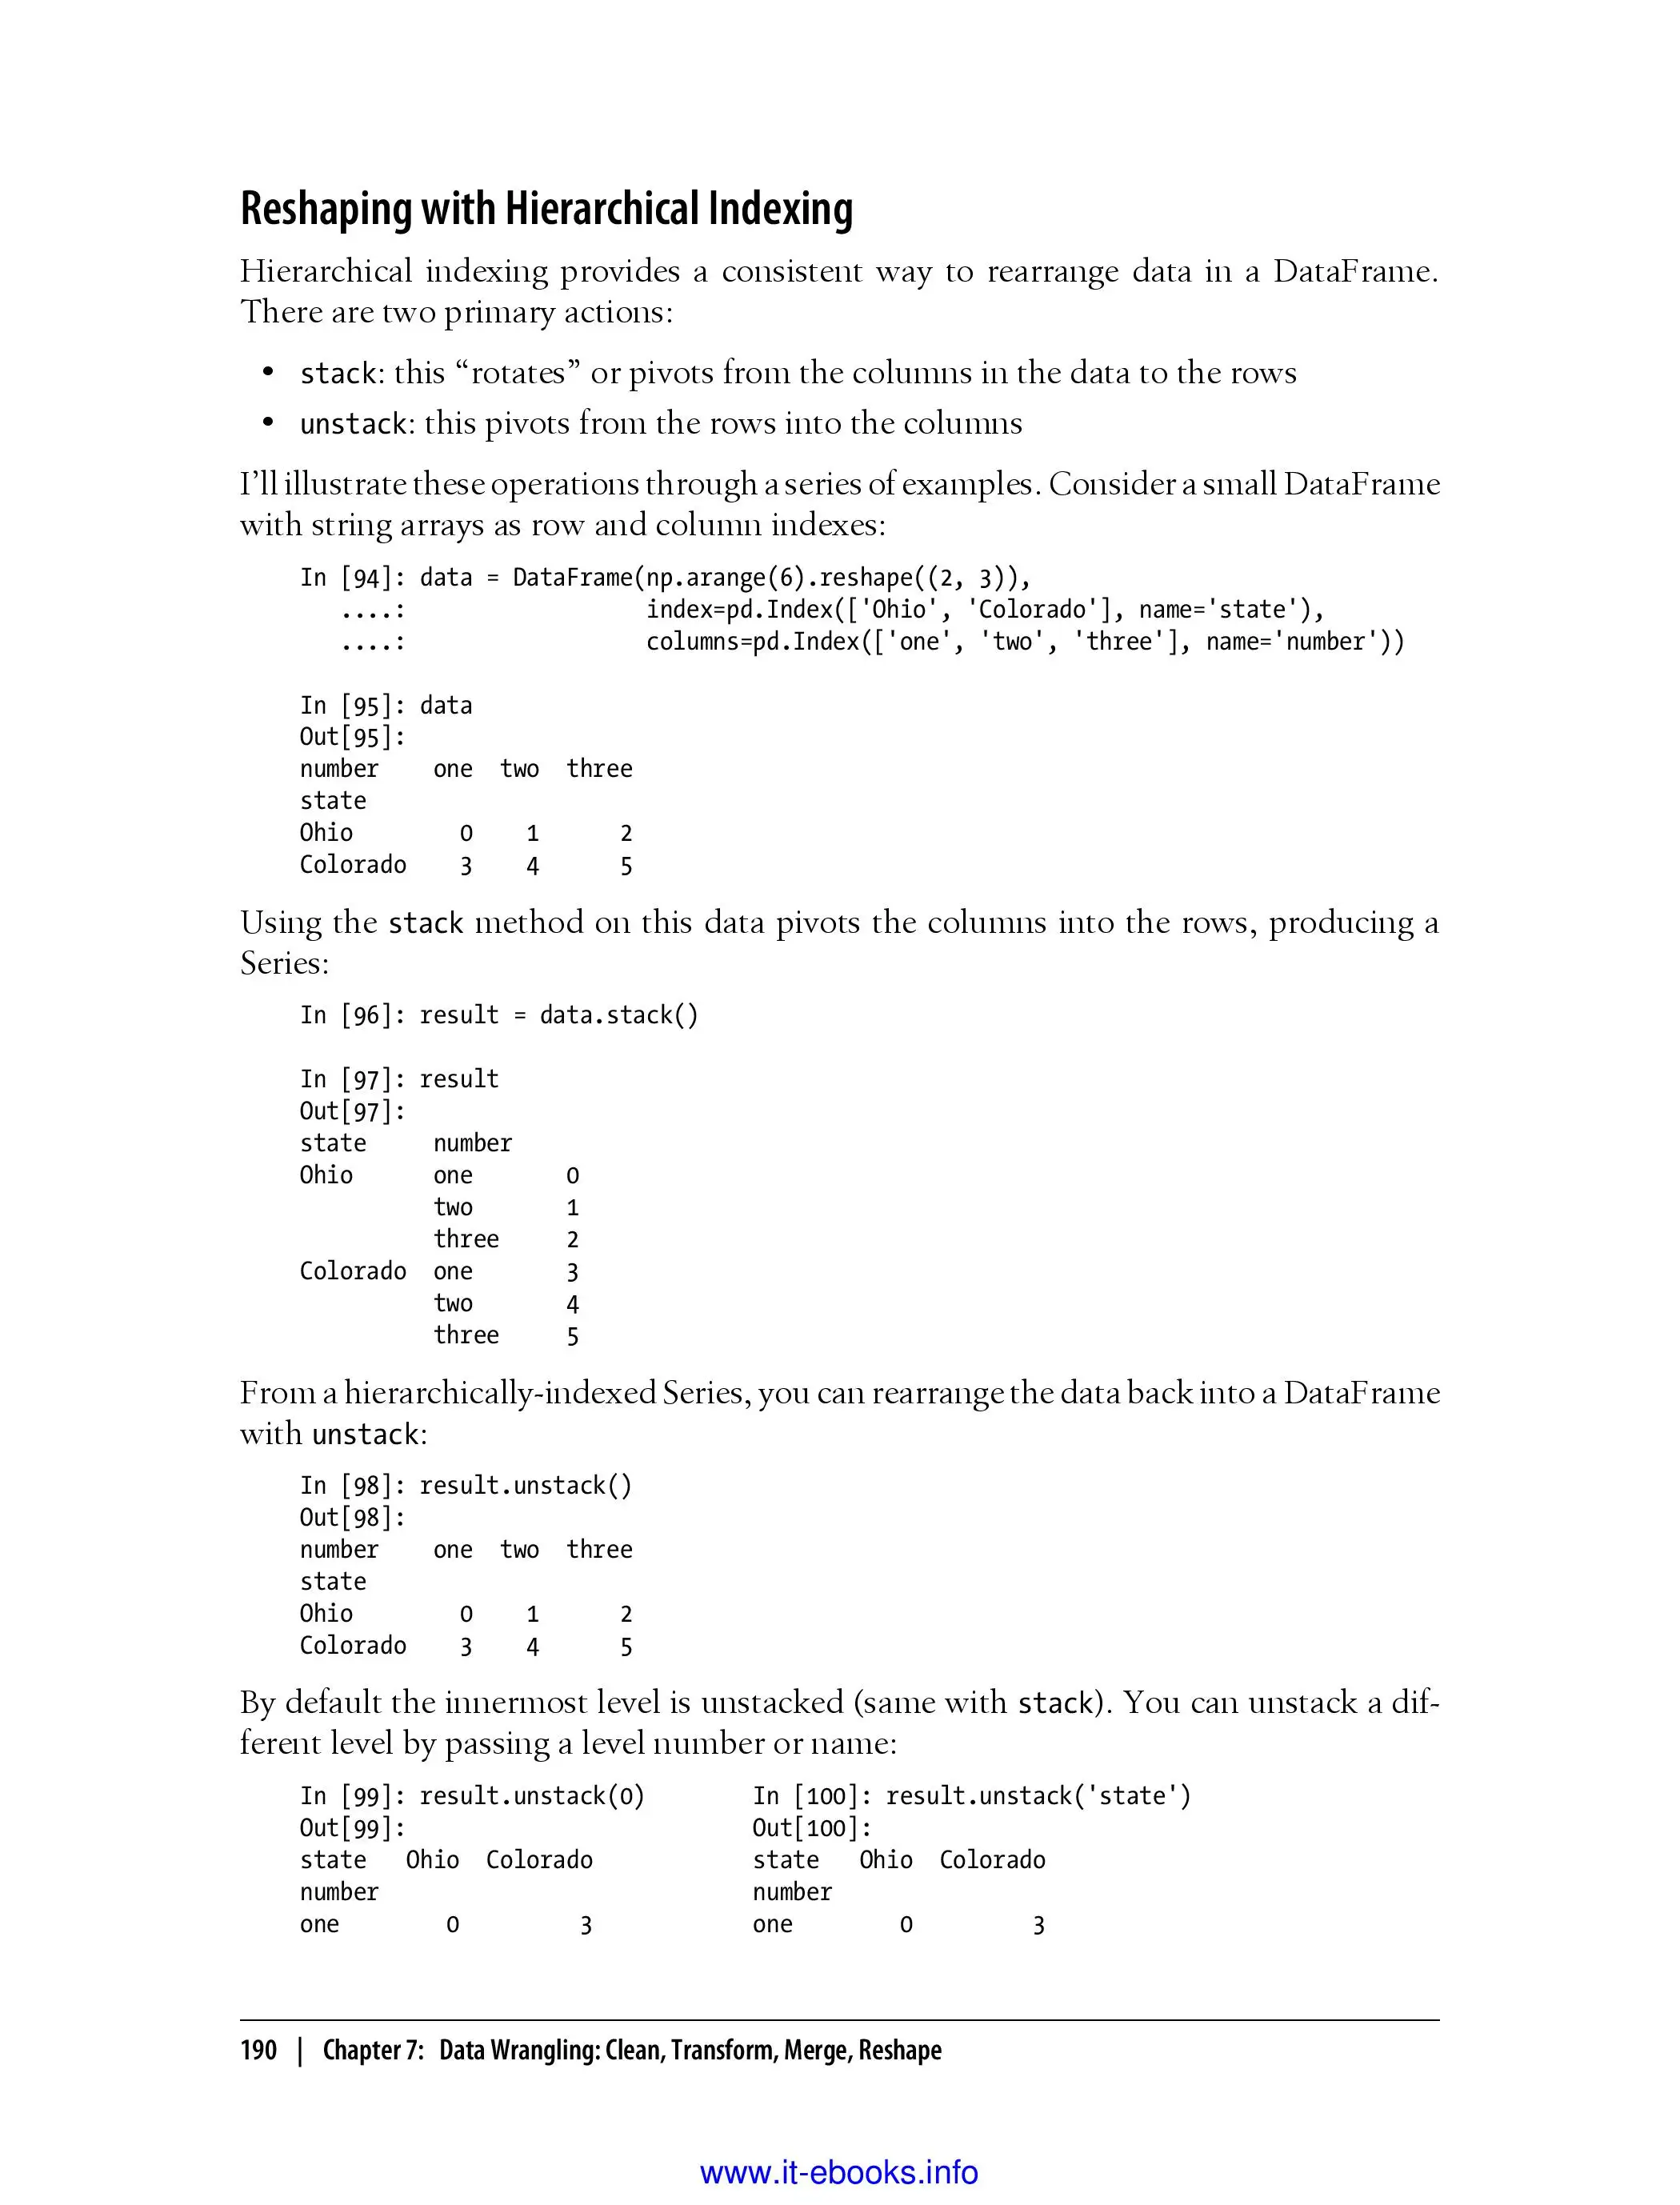 Reshaping with Hierarchical Indexing
Hierarchical indexing provides a consistent way to rearrange data in a DataFrame.
There are two primary actions:
• stack: this “rotates” or pivots from the columns in the data to the rows
• unstack: this pivots from the rows into the columns
I’ll illustrate these operations through a series of examples. Consider a small DataFrame
with string arrays as row and column indexes:
In [94]: data = DataFrame(np.arange(6).reshape((2, 3)),
   ....:                  index=pd.Index(['Ohio', 'Colorado'], name='state'),
   ....:                  columns=pd.Index(['one', 'two', 'three'], name='number'))
In [95]: data
Out[95]:
number    one  two  three
state
Ohio        0    1      2
Colorado    3    4      5
Using the stack method on this data pivots the columns into the rows, producing a
Series:
In [96]: result = data.stack()
In [97]: result
Out[97]:
state     number
Ohio      one       0
          two       1
          three     2
Colorado  one       3
          two       4
          three     5
From a hierarchically-indexed Series, you can rearrange the data back into a DataFrame
with unstack:
In [98]: result.unstack()
Out[98]:
number    one  two  three
state
Ohio        0    1      2
Colorado    3    4      5
By default the innermost level is unstacked (same with stack). You can unstack a dif-
ferent level by passing a level number or name:
In [99]: result.unstack(0)        In [100]: result.unstack('state')
Out[99]:                          Out[100]:
state   Ohio  Colorado            state   Ohio  Colorado
number                            number
one        0         3            one        0         3
190 | Chapter 7: Data Wrangling: Clean, Transform, Merge, Reshape
www.it-ebooks.info